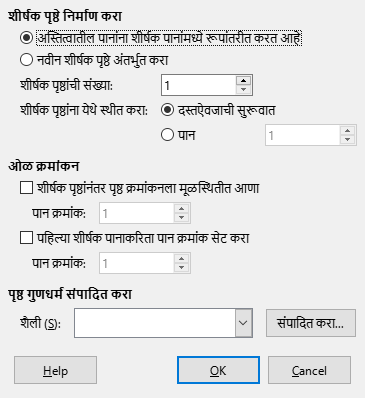 शीर्षक पृष्ठे निर्माण करा
अस्तित्वातील पानांना शीर्षक पानांमध्ये रूपांतरीत करत आहे
नवीन शीर्षक पृष्ठे अंतर्भुत करा
शीर्षक पृष्ठांची संख्या: 1
शीर्षक पृष्ठांना येथे स्थीत करा: दस्तऐवजाची सुरूवात
पान 1
ओळ क्रमांकन
शीर्षक पृष्ठांनंतर पृष्ठ क्रमांकनला मूळस्थितीत आणा
पान क्रमांक: 1
पहिल्या शीर्षक पानाकरिता पान क्रमांक सेट करा
पान क्रमांक: 1
पृष्ठ गुणधर्म संपादित करा
शैली (S): संपादित करा...
Help OK Cancel